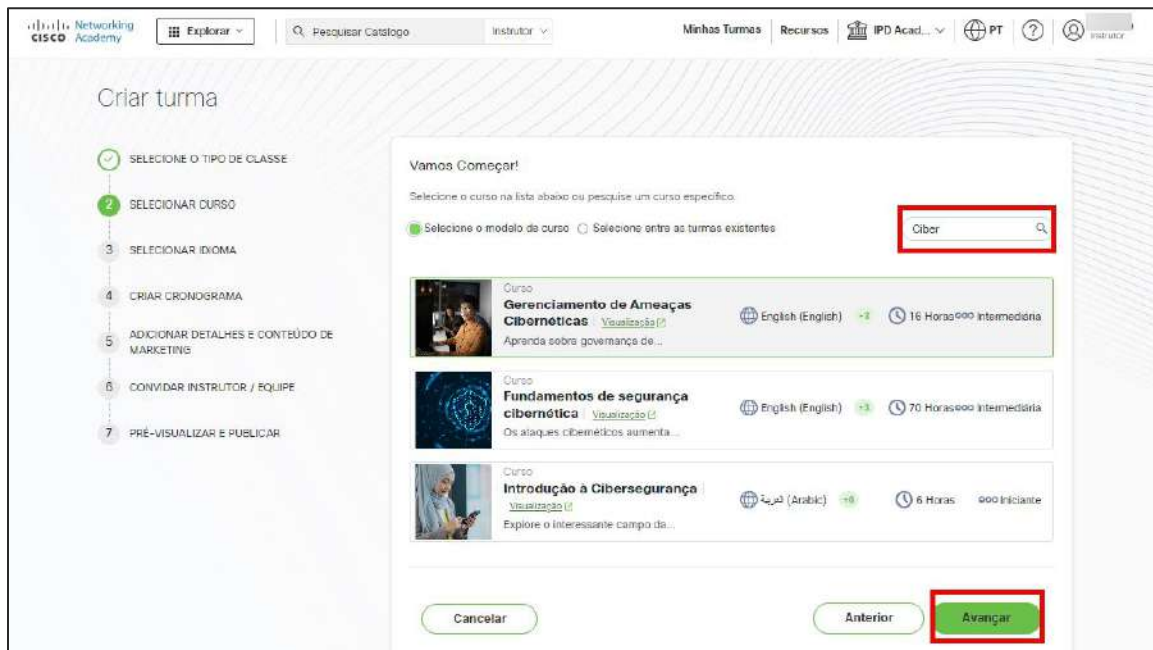 Networking
CISCO Academy
Explorar
Pesquisar Catálogo
Instrutor
Minhas Turmas
Recursos
IPD Acad...
PT
Instrutor
Criar turma
SELECIONE O TIPO DE CLASSE
2 SELECIONAR CURSO
3 SELECIONAR IDIOMA
4 CRIAR CRONOGRAMA
5 ADICIONAR DETALHES E CONTEÚDO DE
MARKETING
6 CONVIDAR INSTRUTOR / EQUIPE
7 PRÉ-VISUALIZAR E PUBLICAR
Vamos Começar!
Selecione o curso na lista abaixo ou pesquise um curso específico.
Selecione o modelo de curso Selecione entre as turmas existentes
Ciber
Curso
Gerenciamento de Ameaças
Cibernéticas Visualização
Aprenda sobre governança de...
English (English) 16 Horas Intermediária
Curso
Fundamentos de segurança
cibernética Visualização
Os ataques cibernéticos aumenta...
English (English) +3 70 Horas Intermediária
Curso
Introdução à Cibersegurança
Visualização
Explore o interessante campo da...
العربية (Arabic) 6 Horas Iniciante
Cancelar
Anterior
Avançar